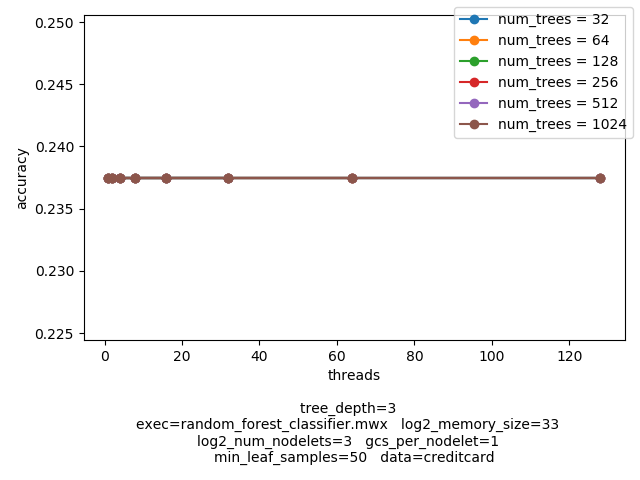 0.250
0.245
0.240
0.235
0.230
0.225
accuracy
num_trees = 32
num_trees = 64
num_trees = 128
num_trees = 256
num_trees = 512
num_trees = 1024
0 20 40 60 80 100 120
threads
tree_depth=3
exec=random_forest_classifier.mwx log2_memory_size=33
log2_num_nodelets=3 gcs_per_nodelet=1
min_leaf_samples=50 data=creditcard